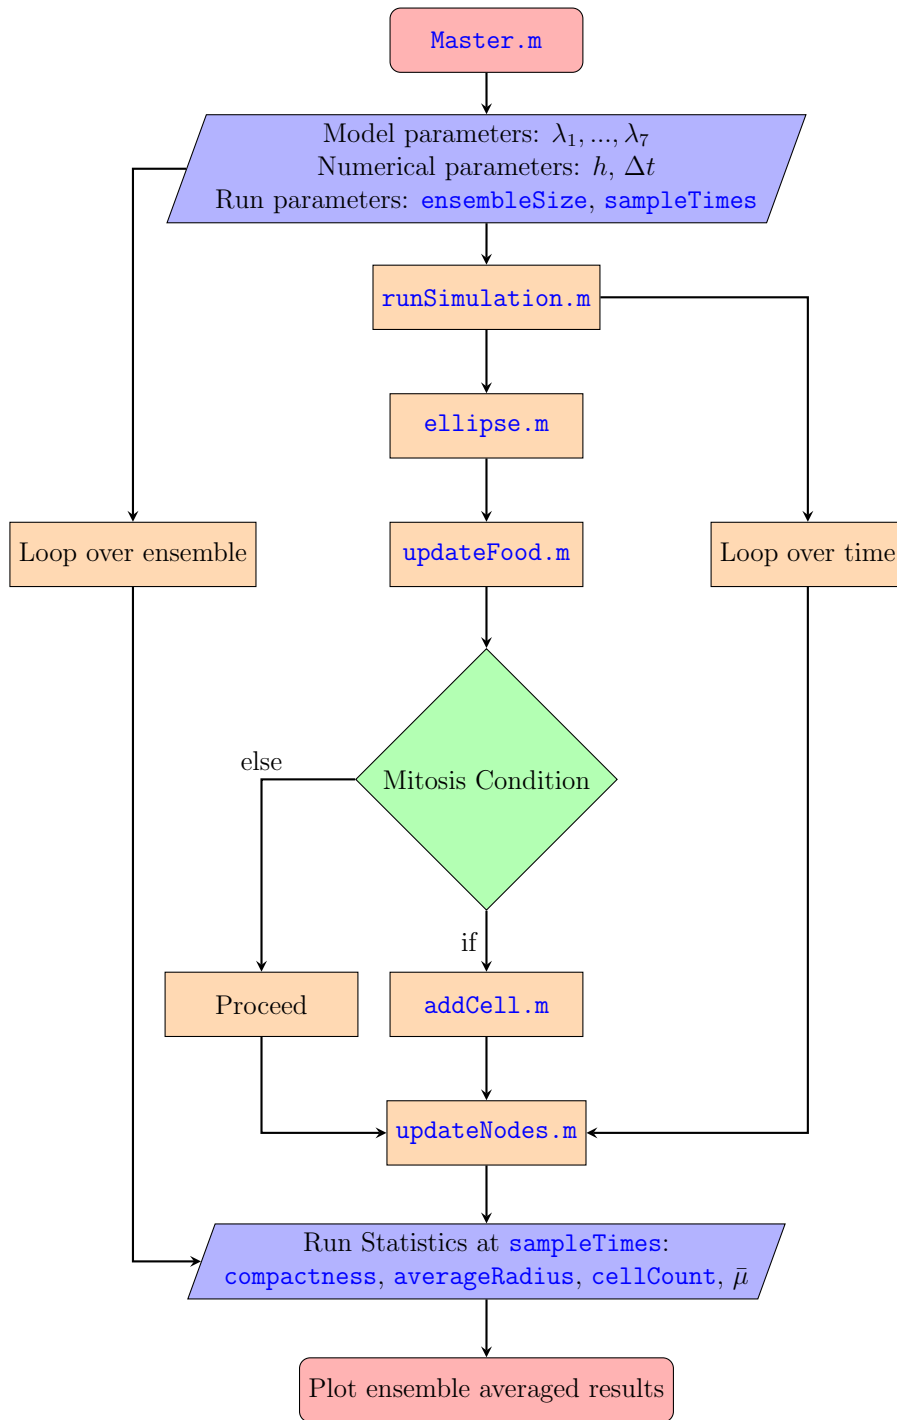 Master.m
Model parameters: λ₁, ..., λ₇
Numerical parameters: h, Δt
Run parameters: ensembleSize, sampleTimes
runSimulation.m
ellipse.m
Loop over ensemble
updateFood.m
Loop over time
else
Mitosis Condition
if
Proceed
addCell.m
updateNodes.m
Run Statistics at sampleTimes:
compactness, averageRadius, cellCount, μ̄
Plot ensemble averaged results